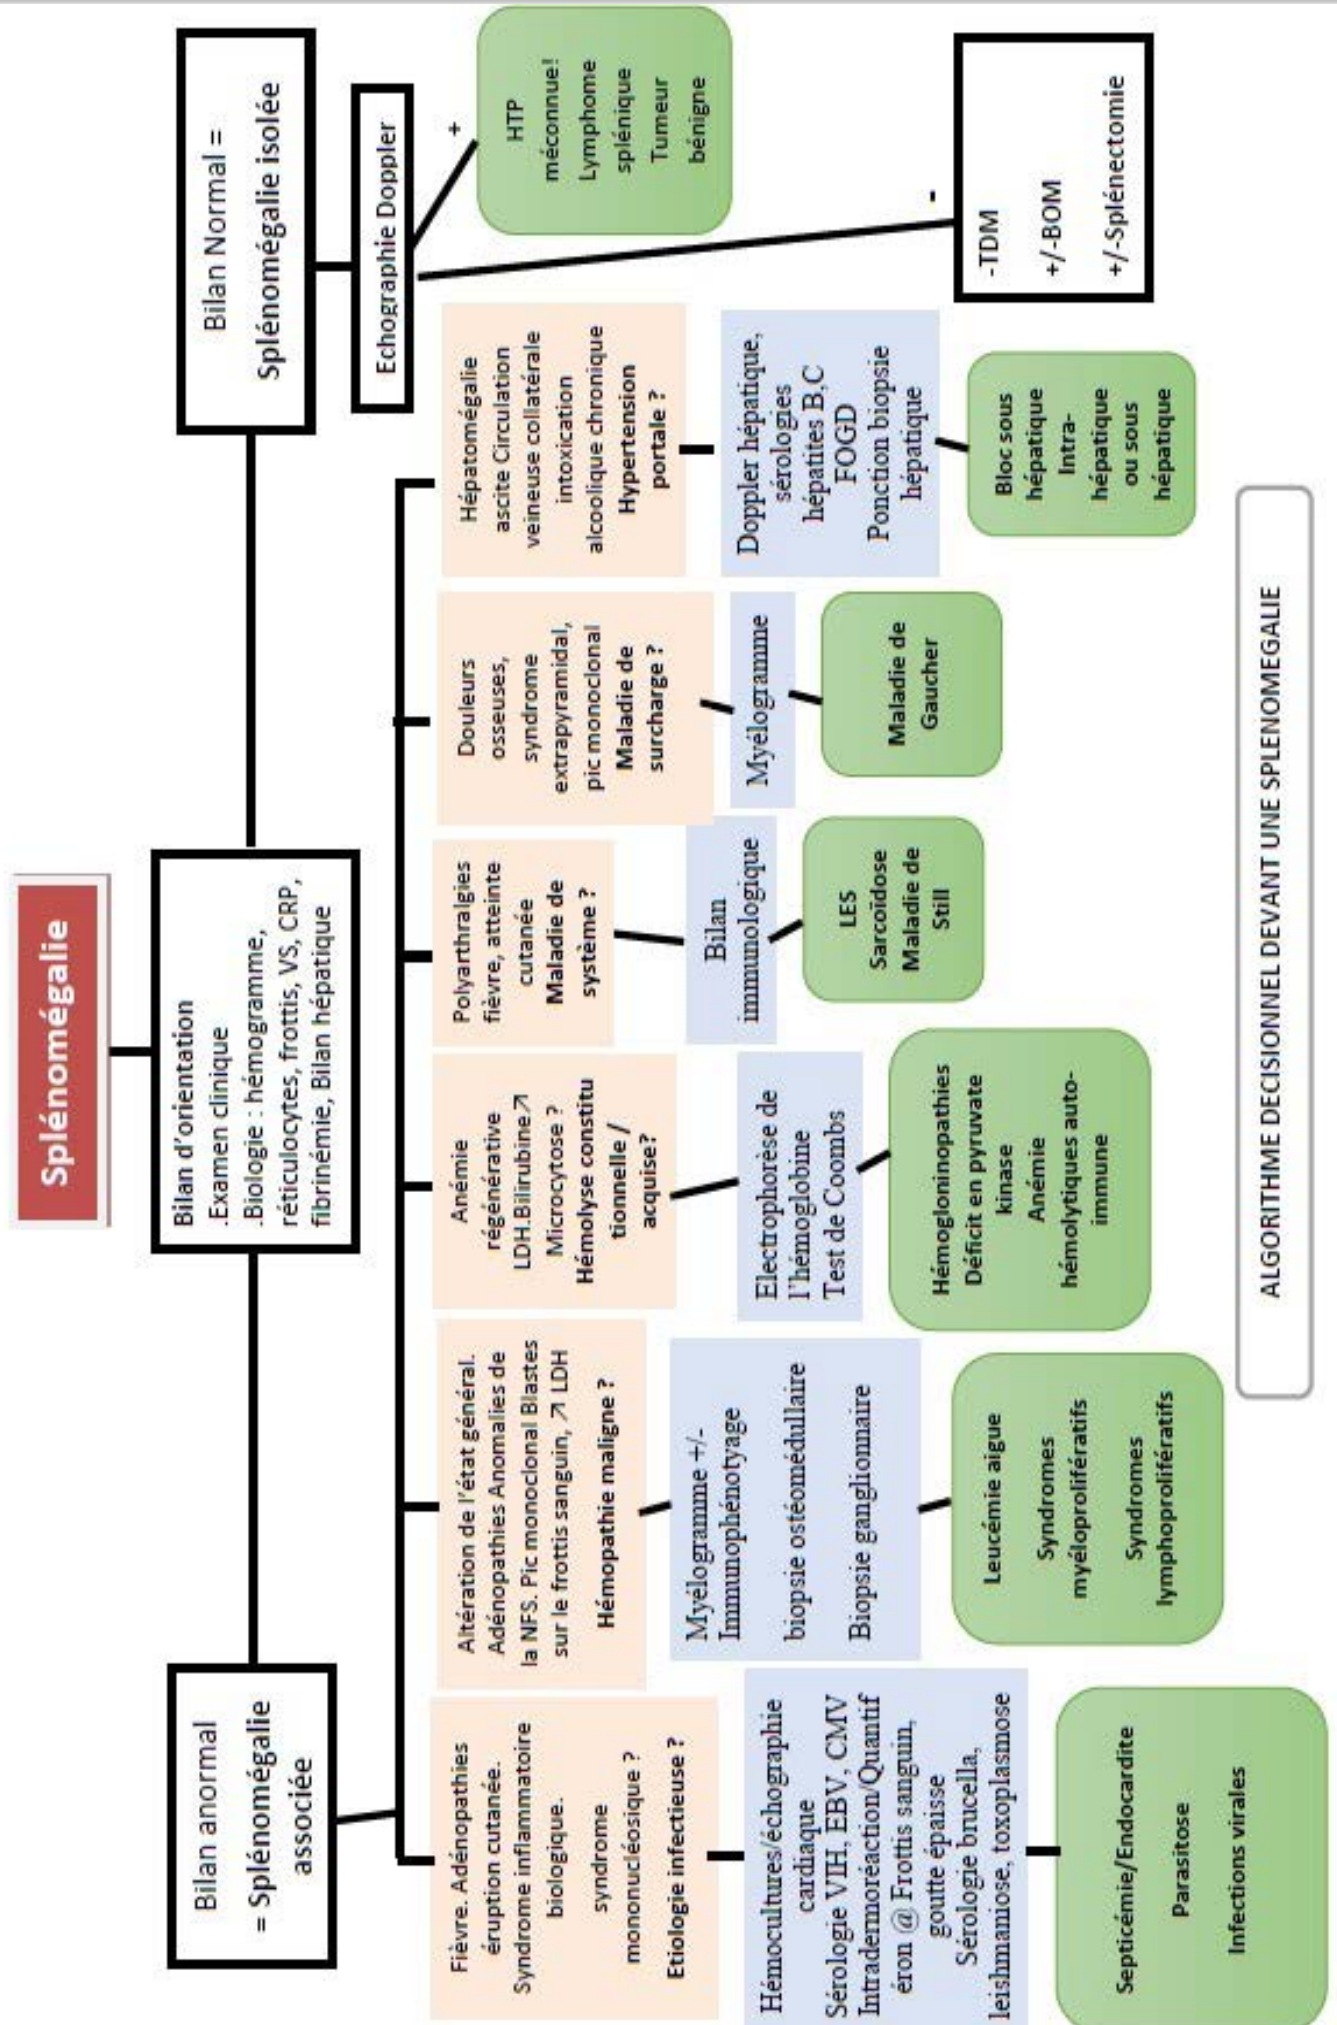 Splénomégalie
Bilan d'orientation
.Examen clinique
.Biologie : hémogramme,
réticulocytes, frottis, VS, CRP,
fibrinémie, Bilan hépatique
Bilan anormal
= Splénomégalie
associée
Bilan Normal =
Splénomégalie isolée
Echographie Doppler
+
HTP
méconnue!
Lymphome
splénique
Tumeur
bénigne
-
-TDM
+/-BOM
+/-Splénectomie
Fièvre. Adénopathies
éruption cutanée.
Syndrome inflammatoire
biologique.
syndrome
mononucléosique ?
Etiologie infectieuse ?
Hémocultures/échographie
cardiaque
Sérologie VIH, EBV, CMV
Intradermoréaction/Quantif
éron @ Frottis sanguin,
goutte épaisse
Sérologie brucella,
leishmaniose, toxoplasmose
Septicémie/Endocardite
Parasitose
Infections virales
Altération de l'état général.
Adénopathies Anomalies de
la NFS. Pic monoclonal Blastes
sur le frottis sanguin, ↗ LDH
Hémopathie maligne ?
Myélogramme +/-
Immunophénotyage
biopsie ostéomédullaire
Biopsie ganglionnaire
Leucémie aigue
Syndromes
myéloprolifératifs
Syndromes
lymphoprolifératifs
Anémie
régénérative
LDH.Bilirubine↗
Microcytose ?
Hémolyse constitu
tionnelle /
acquise?
Electrophorèse de
l'hémoglobine
Test de Coombs
Hémogloninopathies
Déficit en pyruvate
kinase
Anémie
hémolytiques auto-
immune
Polyarthralgies
fièvre, atteinte
cutanée
Maladie de
système ?
Bilan
immunologique
LES
Sarcoïdose
Maladie de
Still
Douleurs
osseuses,
syndrome
extrapyramidal,
pic monoclonal
Maladie de
surcharge ?
Myélogramme
Maladie de
Gaucher
Hépatomégalie
ascite Circulation
veineuse collatérale
intoxication
alcoolique chronique
Hypertension
portale ?
Doppler hépatique,
sérologies
hépatites B,C
FOGD
Ponction biopsie
hépatique
Bloc sous
hépatique
Intra-
hépatique
ou sous
hépatique
ALGORITHME DECISIONNEL DEVANT UNE SPLENOMEGALIE